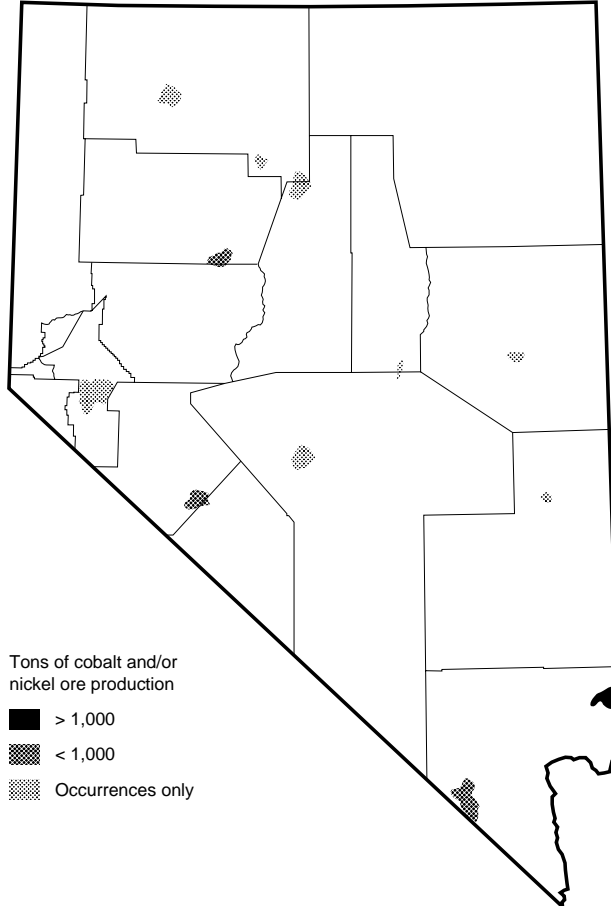 Tons of cobalt and/or
nickel ore production
> 1,000
< 1,000
Occurrences only